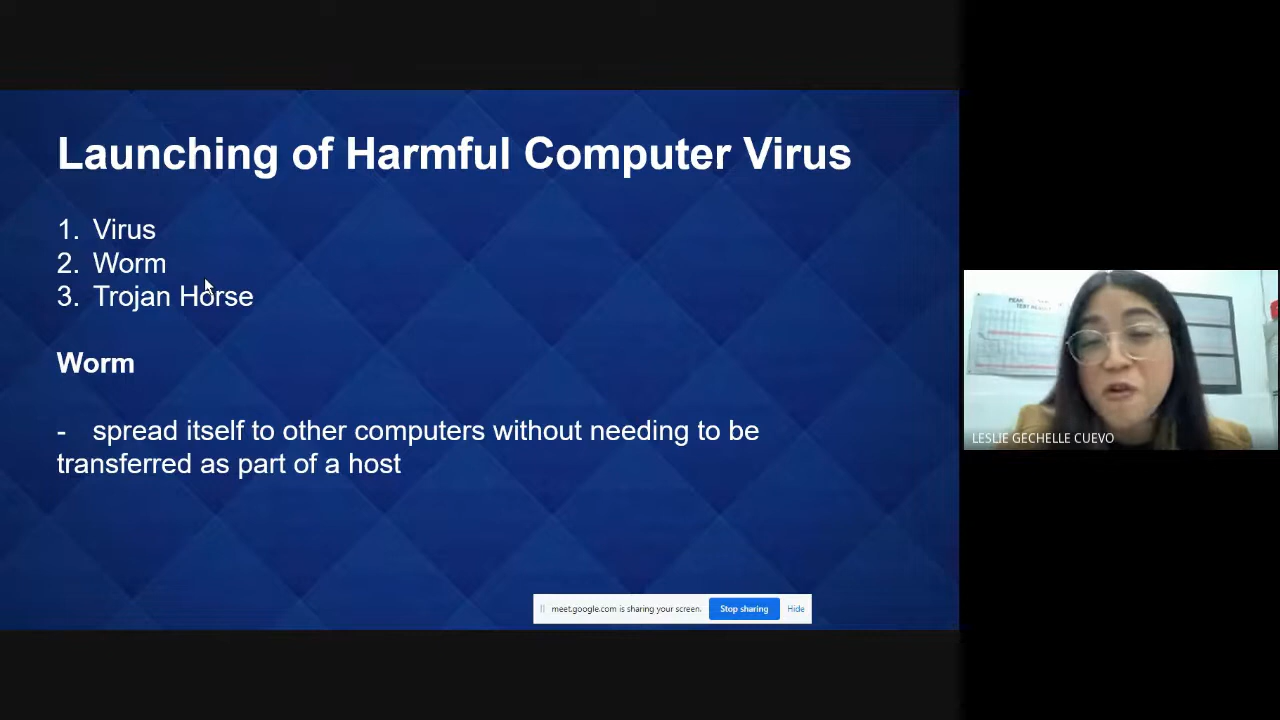 Launching of Harmful Computer Virus
1. Virus
2. Worm
3. Trojan Horse
Worm
- spread itself to other computers without needing to be
transferred as part of a host
meet.google.com is sharing your screen. Stop sharing Hide
LESLIE GECHELLE CUEVO